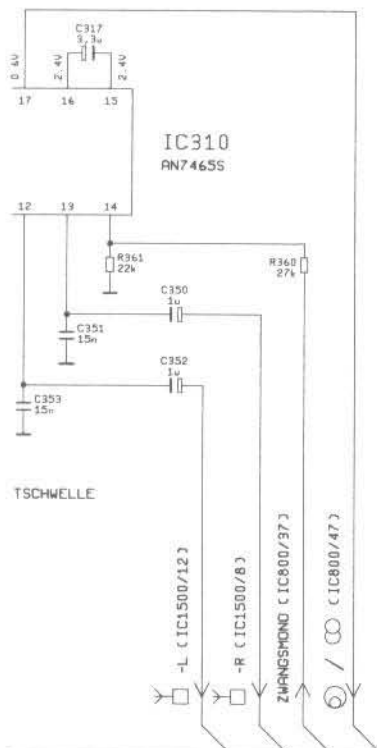 C317
3,3u
0.6V
2.4V
2.4V
17
16
15
IC310
AN7465S
12
13
14
R361
22k
R360
27k
C350
1u
C351
15n
C352
1u
C353
15n
TSCHWELLE
-L (IC1500/12)
-R (IC1500/8)
ZWANGSMONO (IC800/37)
/ (IC800/47)